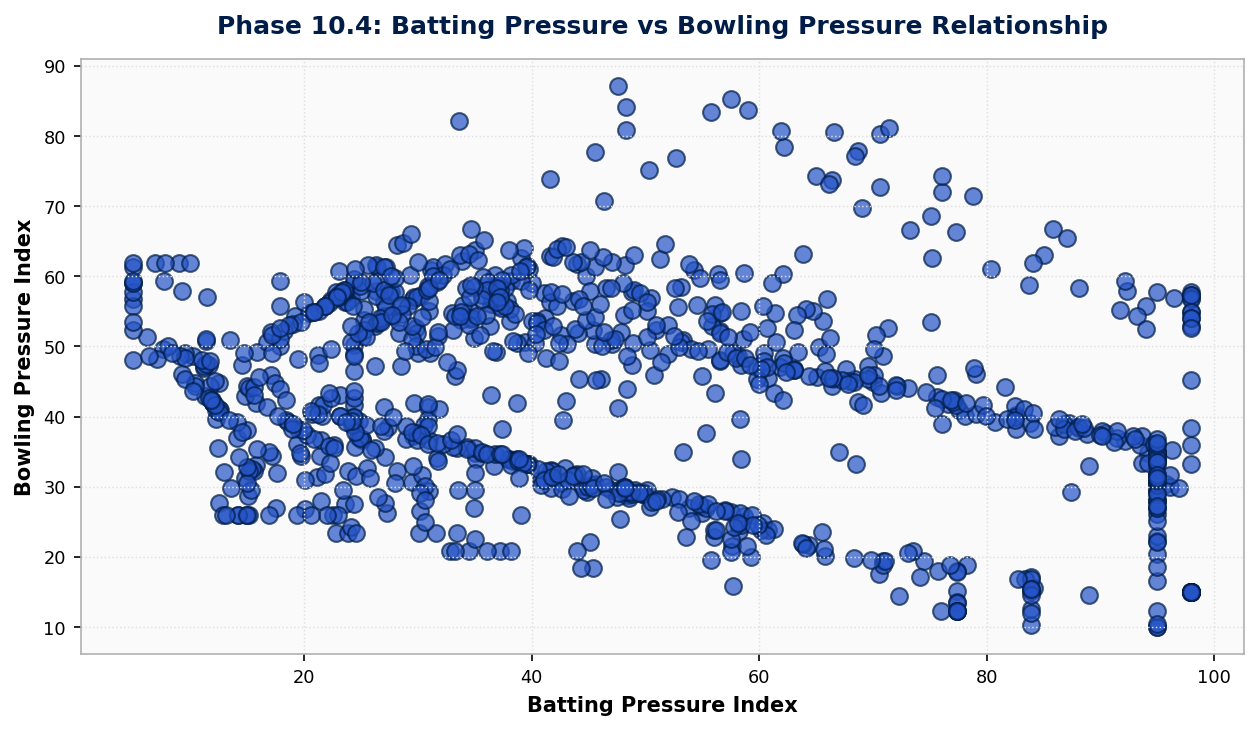 Phase 10.4: Batting Pressure vs Bowling Pressure Relationship
Bowling Pressure Index
90
80
70
60
50
40
30
20
10
20 40 60 80 100
Batting Pressure Index